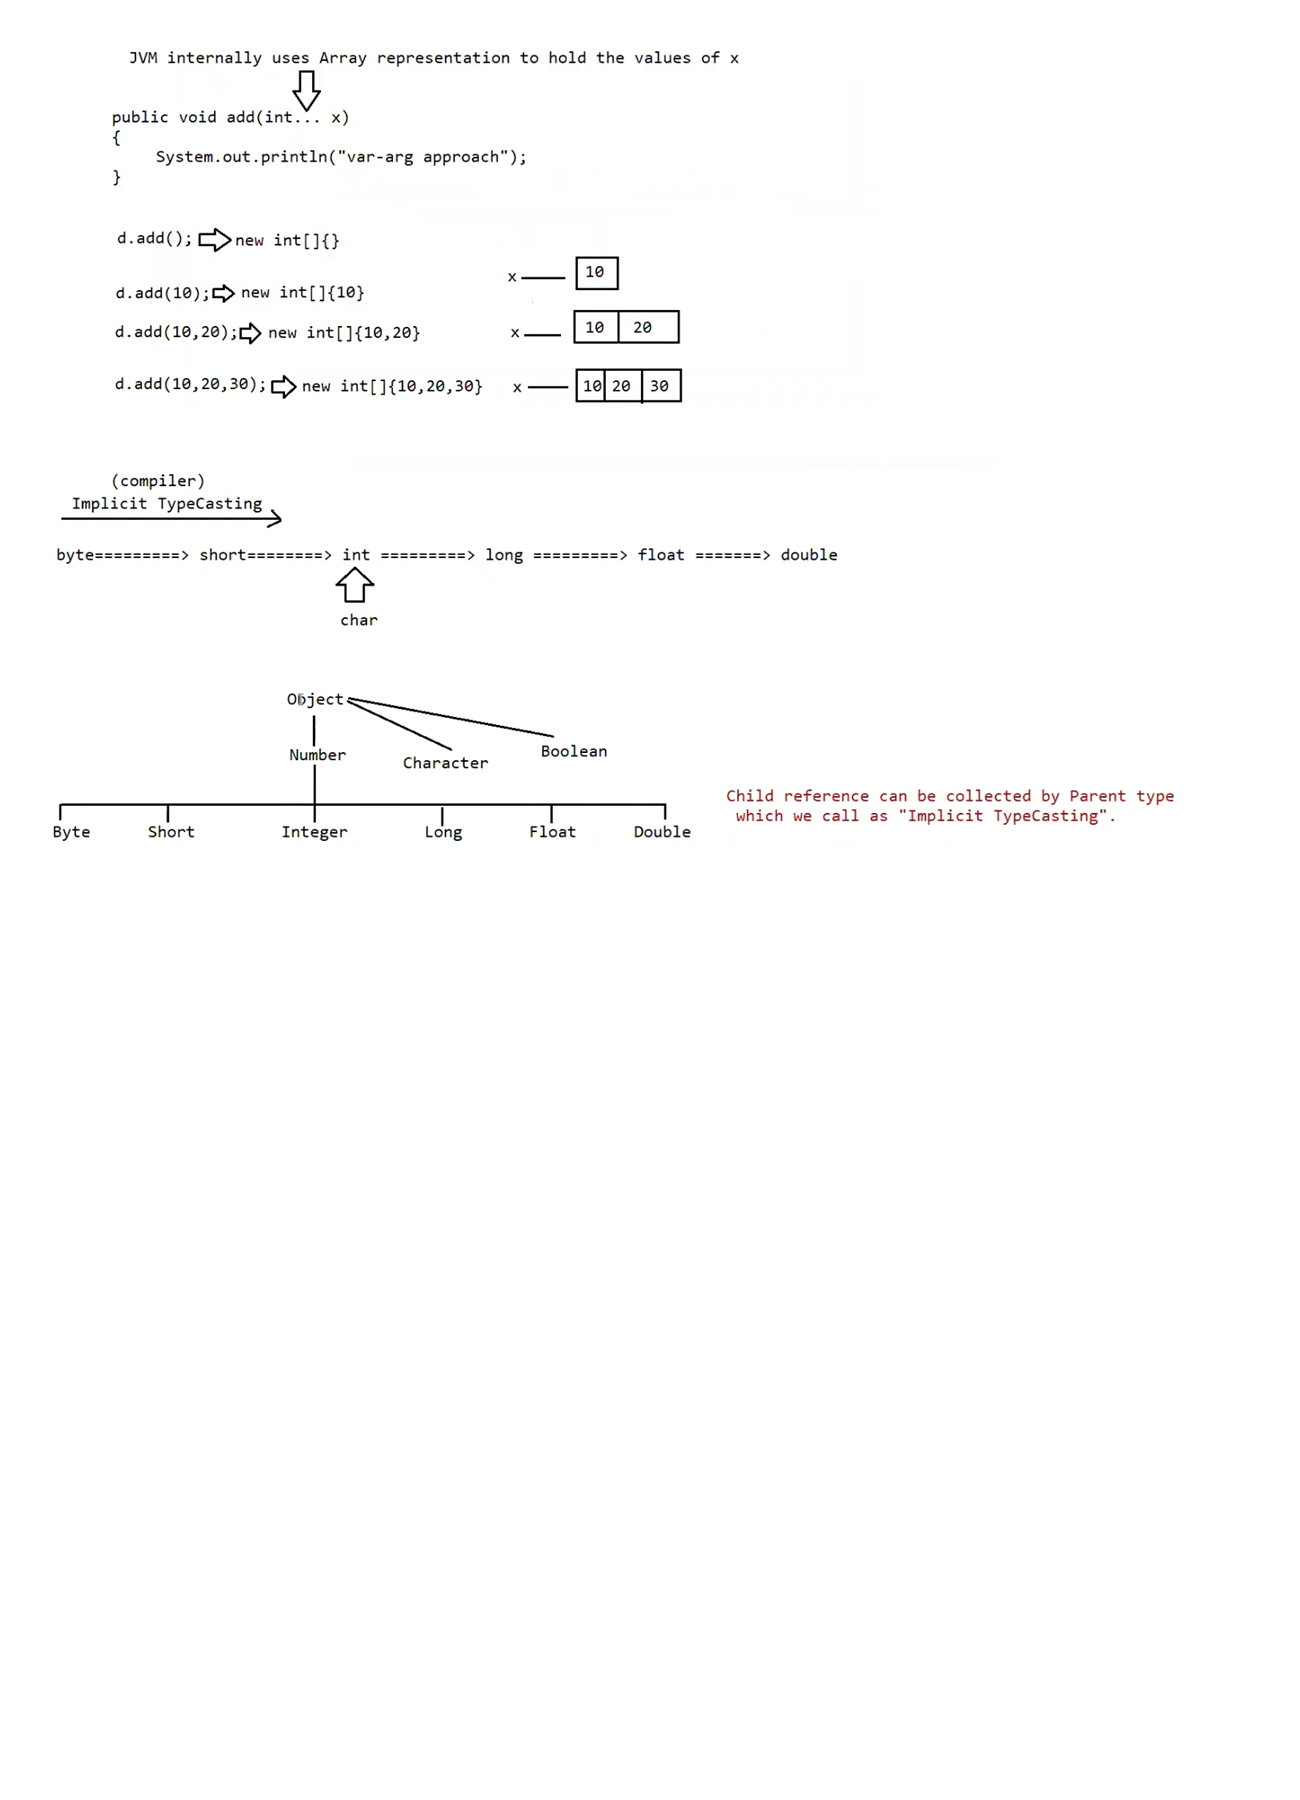 JVM internally uses Array representation to hold the values of x
public void add(int... x)
{
System.out.println("var-arg approach");
}
d.add(); new int[]{}
d.add(10); new int[]{10} x 10
d.add(10,20); new int[]{10,20} x 10 20
d.add(10,20,30); new int[]{10,20,30} x 10 20 30
(compiler)
Implicit TypeCasting
byte=========> short========> int =========> long =========> float =======> double
char
Object
Number Character Boolean
Byte Short Integer Long Float Double
Child reference can be collected by Parent type
which we call as "Implicit TypeCasting".